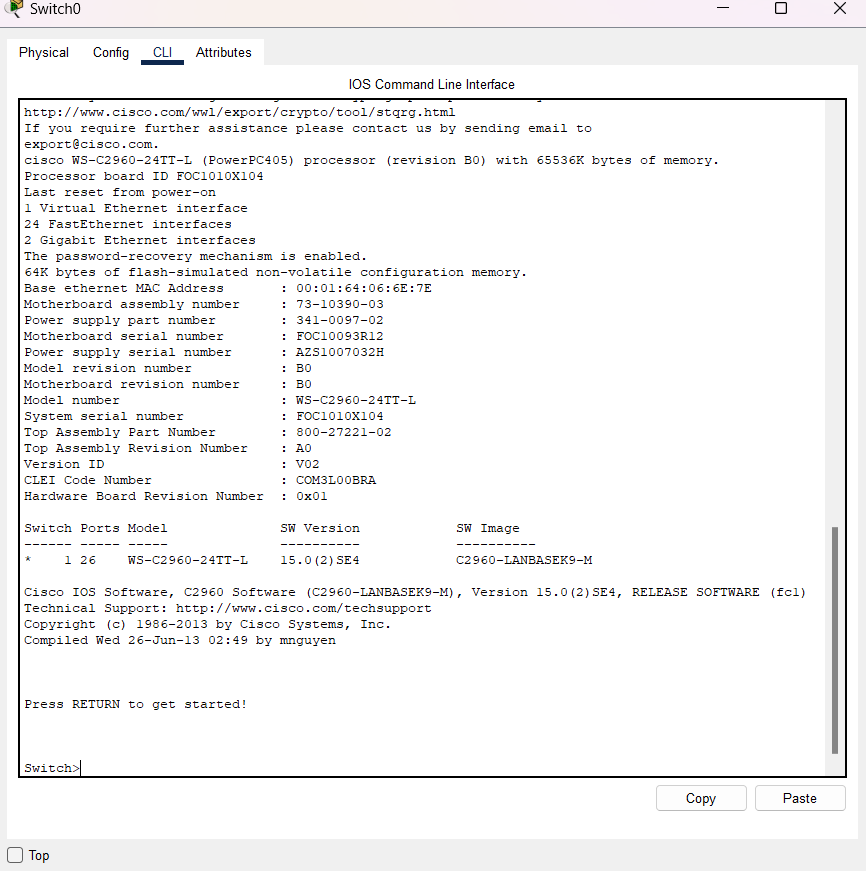 Switch0
Physical Config CLI Attributes
IOS Command Line Interface
http://www.cisco.com/wwl/export/crypto/tool/stqrg.html
If you require further assistance please contact us by sending email to
export@cisco.com.
cisco WS-C2960-24TT-L (PowerPC405) processor (revision B0) with 65536K bytes of memory.
Processor board ID FOC1010X104
Last reset from power-on
1 Virtual Ethernet interface
24 FastEthernet interfaces
2 Gigabit Ethernet interfaces
The password-recovery mechanism is enabled.
64K bytes of flash-simulated non-volatile configuration memory.
Base ethernet MAC Address       : 00:01:64:06:6E:7E
Motherboard assembly number     : 73-10390-03
Power supply part number        : 341-0097-02
Motherboard serial number       : FOC10093R12
Power supply serial number      : AZS1007032H
Model revision number           : B0
Motherboard revision number     : B0
Model number                    : WS-C2960-24TT-L
System serial number            : FOC1010X104
Top Assembly Part Number        : 800-27221-02
Top Assembly Revision Number    : A0
Version ID                      : V02
CLEI Code Number                : COM3L00BRA
Hardware Board Revision Number  : 0x01
Switch Ports Model              SW Version            SW Image
------ ----- -----              ----------            ----------
*    1 26    WS-C2960-24TT-L    15.0(2)SE4            C2960-LANBASEK9-M
Cisco IOS Software, C2960 Software (C2960-LANBASEK9-M), Version 15.0(2)SE4, RELEASE SOFTWARE (fc1)
Technical Support: http://www.cisco.com/techsupport
Copyright (c) 1986-2013 by Cisco Systems, Inc.
Compiled Wed 26-Jun-13 02:49 by mnguyen
Press RETURN to get started!
Switch>
Copy Paste
Top